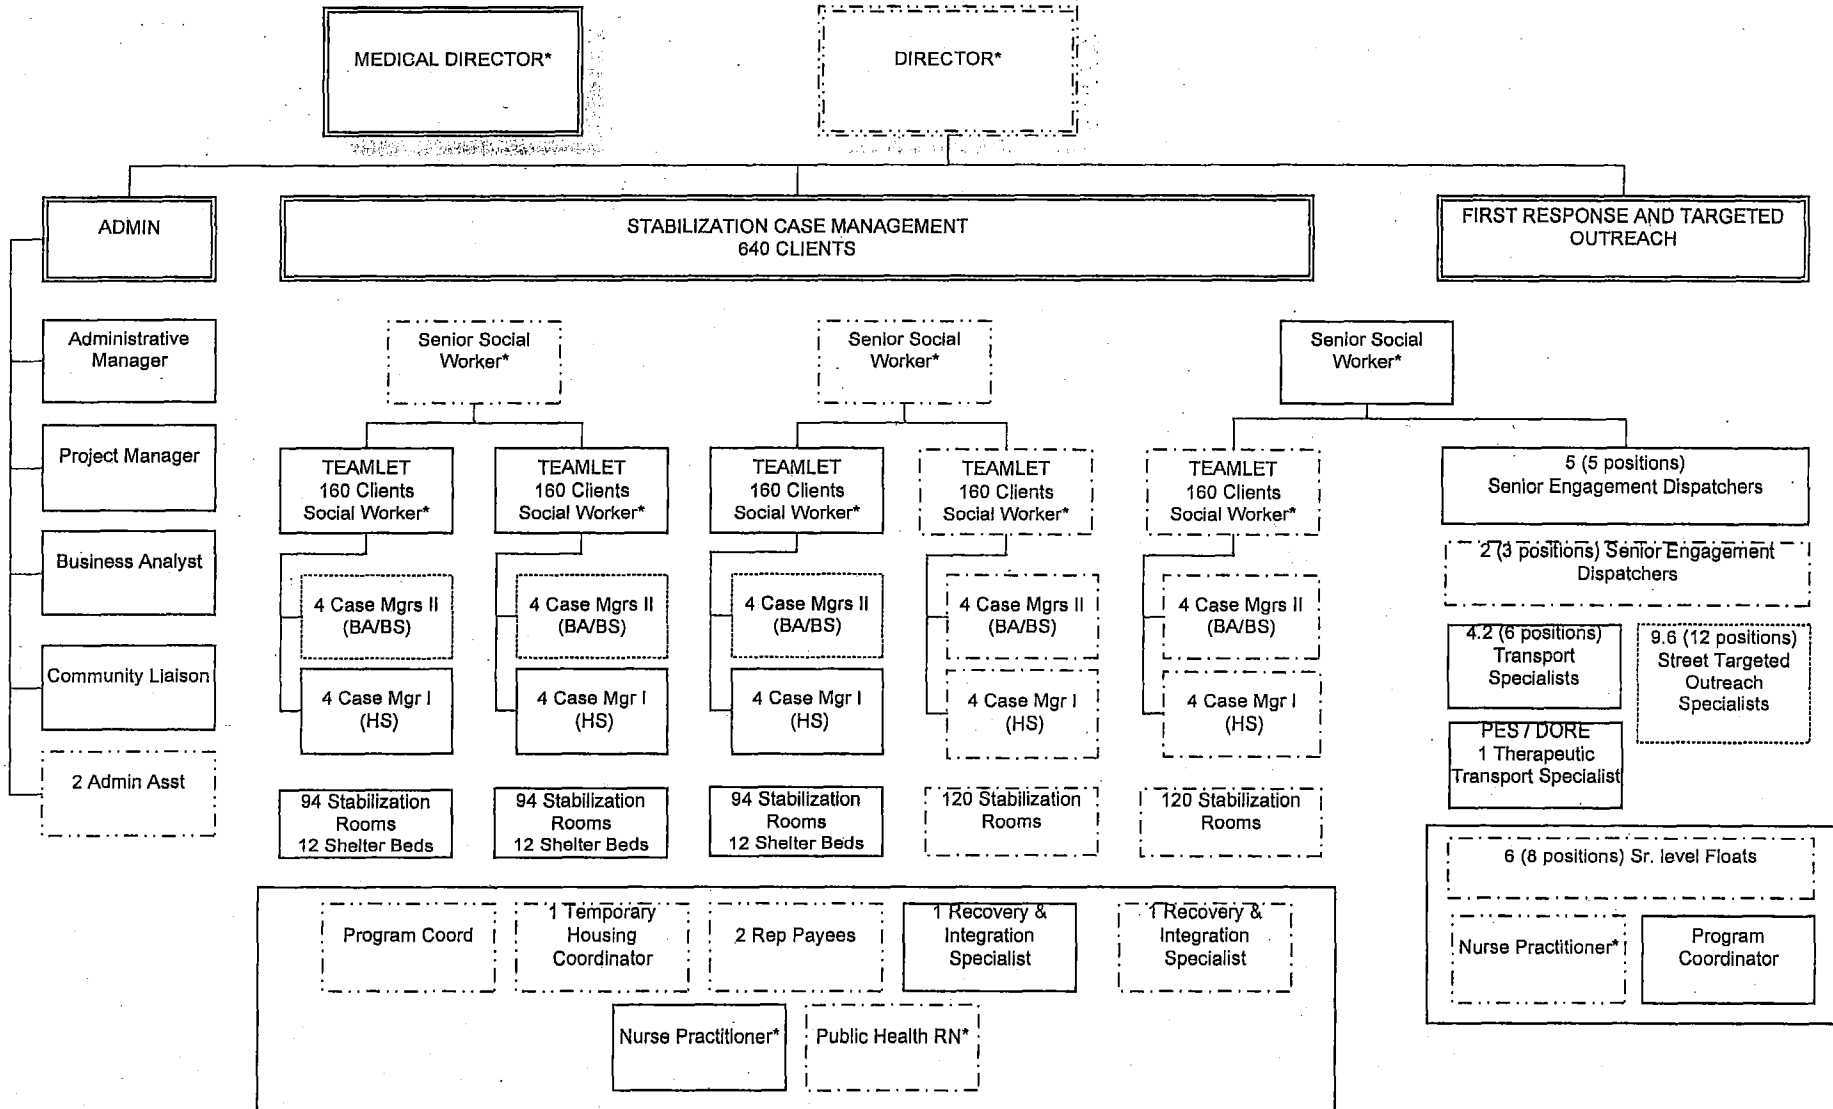 MEDICAL DIRECTOR*
DIRECTOR*
ADMIN
STABILIZATION CASE MANAGEMENT
640 CLIENTS
FIRST RESPONSE AND TARGETED
OUTREACH
Administrative
Manager
Project Manager
Business Analyst
Community Liaison
2 Admin Asst
Senior Social
Worker*
Senior Social
Worker*
Senior Social
Worker*
TEAMLET
160 Clients
Social Worker*
TEAMLET
160 Clients
Social Worker*
TEAMLET
160 Clients
Social Worker*
TEAMLET
160 Clients
Social Worker*
TEAMLET
160 Clients
Social Worker*
4 Case Mgrs II
(BA/BS)
4 Case Mgrs II
(BA/BS)
4 Case Mgrs II
(BA/BS)
4 Case Mgrs II
(BA/BS)
4 Case Mgrs II
(BA/BS)
4 Case Mgr I
(HS)
4 Case Mgr I
(HS)
4 Case Mgr I
(HS)
4 Case Mgr I
(HS)
4 Case Mgr I
(HS)
94 Stabilization
Rooms
12 Shelter Beds
94 Stabilization
Rooms
12 Shelter Beds
94 Stabilization
Rooms
12 Shelter Beds
120 Stabilization
Rooms
120 Stabilization
Rooms
5 (5 positions)
Senior Engagement Dispatchers
2 (3 positions) Senior Engagement
Dispatchers
4.2 (6 positions)
Transport
Specialists
9.6 (12 positions)
Street Targeted
Outreach
Specialists
PES / DORE
1 Therapeutic
Transport Specialist
6 (8 positions) Sr. level Floats
Nurse Practitioner*
Program
Coordinator
Program Coord
1 Temporary
Housing
Coordinator
2 Rep Payees
1 Recovery &
Integration
Specialist
1 Recovery &
Integration
Specialist
Nurse Practitioner*
Public Health RN*